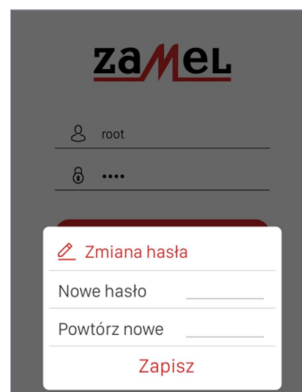 zaMeL
root
••••
Zmiana hasła
Nowe hasło
Powtórz nowe
Zapisz